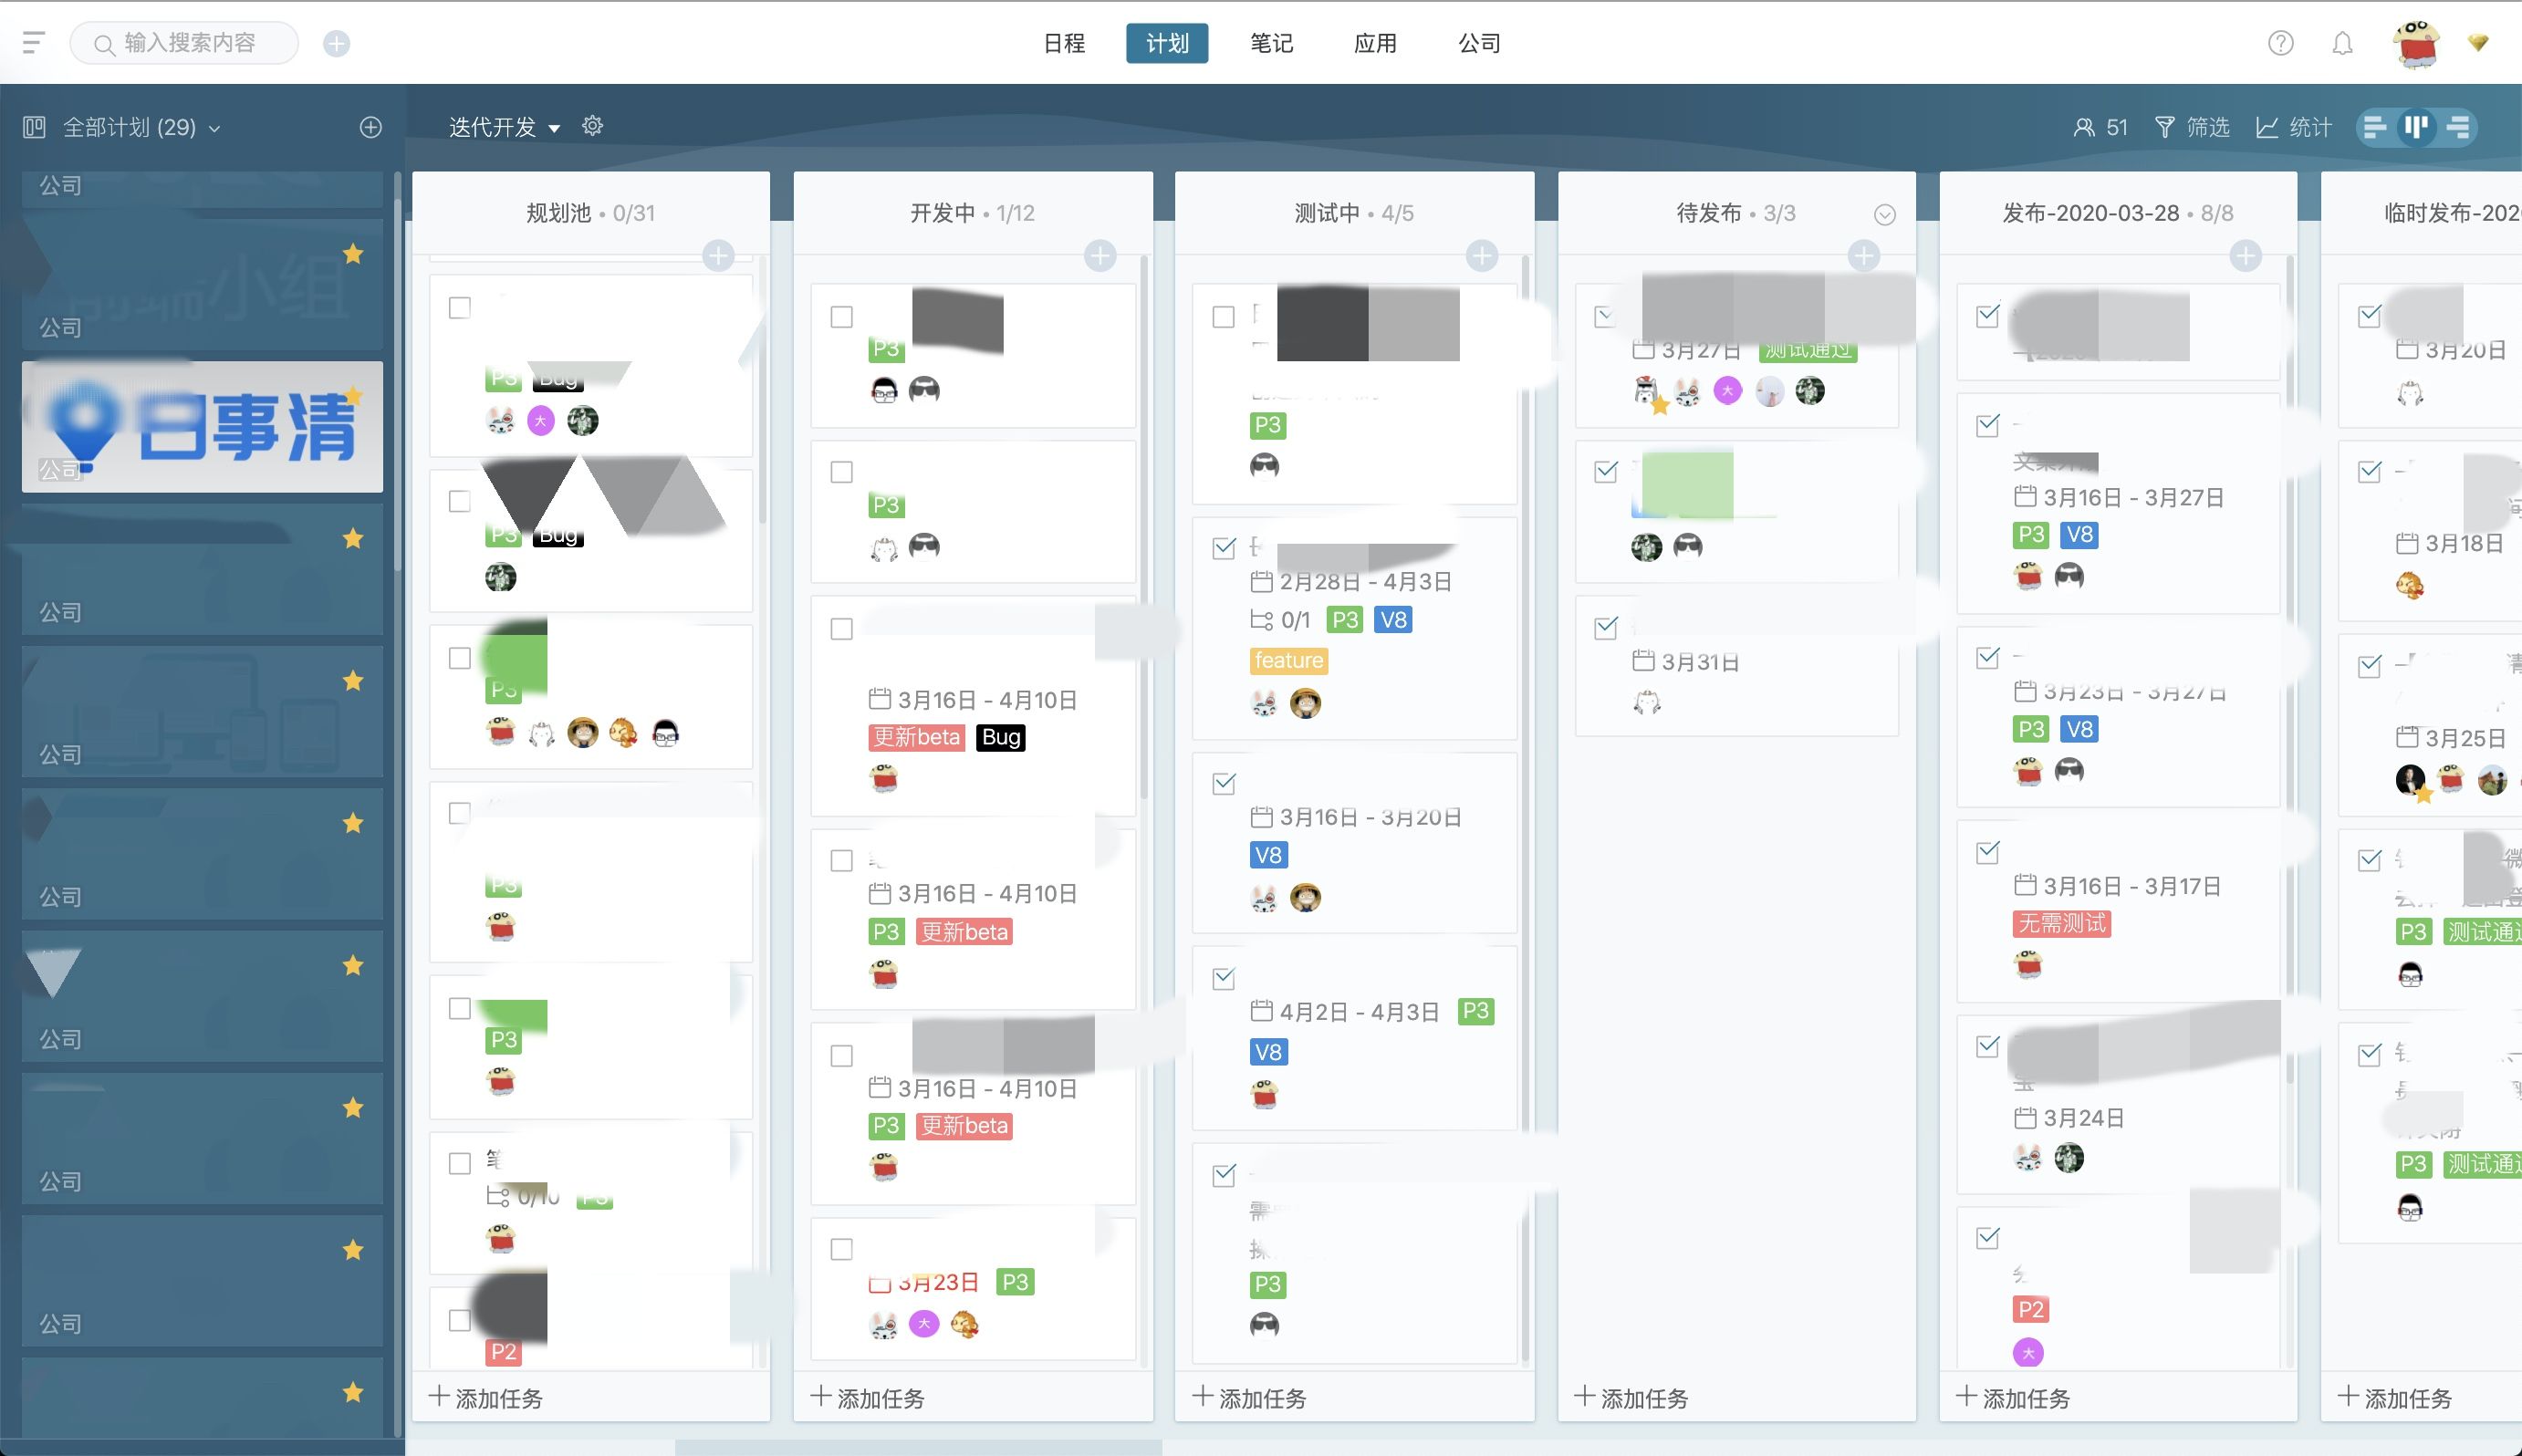 输入搜索内容
日程 计划 笔记 应用 公司
全部计划 (29)
迭代开发
51 筛选 统计
公司
小组
公司
日事清
公司
公司
公司
公司
公司
公司
公司
规划池 • 0/31
P3 Bug
大
P3 Bug
P3
P3
P3
笔
0/10 P3
P2
添加任务
开发中 • 1/12
P3
P3
3月16日 - 4月10日
更新beta Bug
3月16日 - 4月10日
P3 更新beta
3月16日 - 4月10日
P3 更新beta
3月23日 P3
大
添加任务
测试中 • 4/5
P3
2月28日 - 4月3日
0/1 P3 V8
feature
3月16日 - 3月20日
V8
4月2日 - 4月3日 P3
V8
需
P3
添加任务
待发布 • 3/3
3月27日 测试通过
大
3月31日
添加任务
发布-2020-03-28 • 8/8
3月16日 - 3月27日
P3 V8
3月23日 - 3月27日
P3 V8
3月16日 - 3月17日
无需测试
宝
3月24日
P2
大
添加任务
临时发布-202
3月20日
3月18日
清
3月25日
微
P3 测试通过
P3 测试通过
添加任务